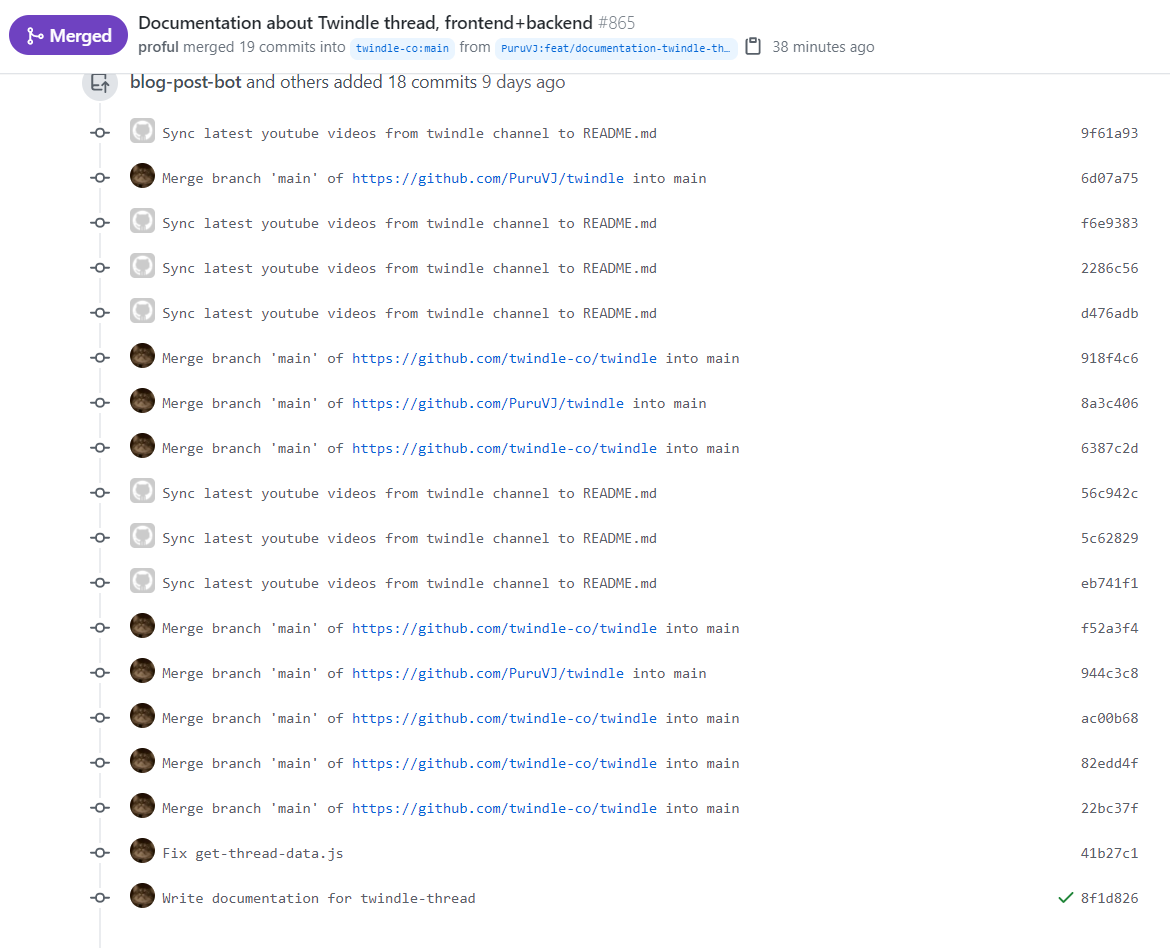 Merged
Documentation about Twindle thread, frontend+backend #865
proful merged 19 commits into twindle-co:main from PuruVJ:feat/documentation-twindle-th… 38 minutes ago
blog-post-bot and others added 18 commits 9 days ago
Sync latest youtube videos from twindle channel to README.md 9f61a93
Merge branch 'main' of https://github.com/PuruVJ/twindle into main 6d07a75
Sync latest youtube videos from twindle channel to README.md f6e9383
Sync latest youtube videos from twindle channel to README.md 2286c56
Sync latest youtube videos from twindle channel to README.md d476adb
Merge branch 'main' of https://github.com/twindle-co/twindle into main 918f4c6
Merge branch 'main' of https://github.com/PuruVJ/twindle into main 8a3c406
Merge branch 'main' of https://github.com/twindle-co/twindle into main 6387c2d
Sync latest youtube videos from twindle channel to README.md 56c942c
Sync latest youtube videos from twindle channel to README.md 5c62829
Sync latest youtube videos from twindle channel to README.md eb741f1
Merge branch 'main' of https://github.com/twindle-co/twindle into main f52a3f4
Merge branch 'main' of https://github.com/PuruVJ/twindle into main 944c3c8
Merge branch 'main' of https://github.com/twindle-co/twindle into main ac00b68
Merge branch 'main' of https://github.com/twindle-co/twindle into main 82edd4f
Merge branch 'main' of https://github.com/twindle-co/twindle into main 22bc37f
Fix get-thread-data.js 41b27c1
Write documentation for twindle-thread 8f1d826